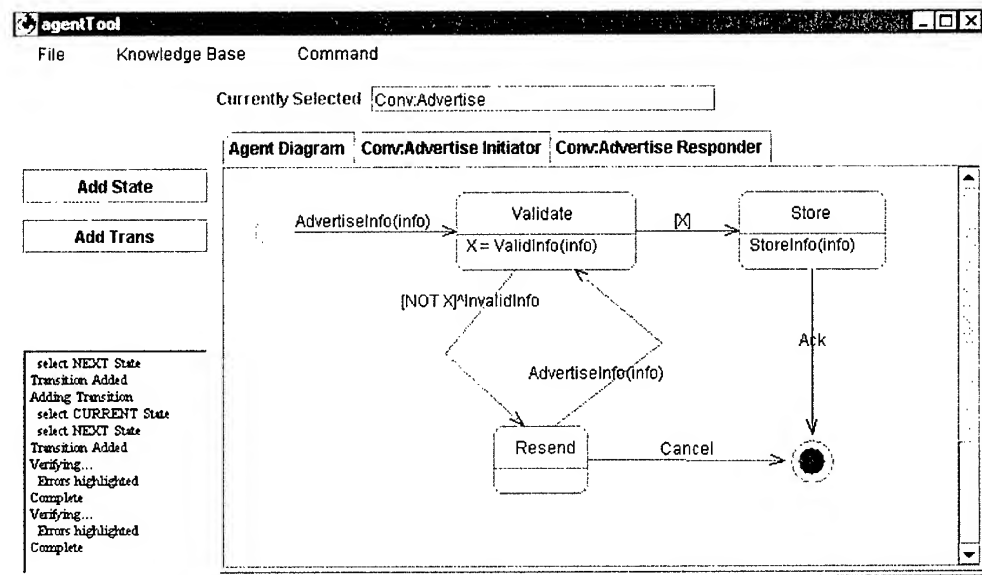 agentTool
File Knowledge Base Command
Currently Selected Conv:Advertise
Agent Diagram Conv:Advertise Initiator Conv:Advertise Responder
Add State
Add Trans
AdvertiseInfo(info)
Validate
X = ValidInfo(info)
[X]
Store
StoreInfo(info)
[NOT X]^InvalidInfo
AdvertiseInfo(info)
Ack
Resend
Cancel
select NEXT State
Transition Added
Adding Transition
select CURRENT State
select NEXT State
Transition Added
Verifying...
Errors highlighted
Complete
Verifying...
Errors highlighted
Complete